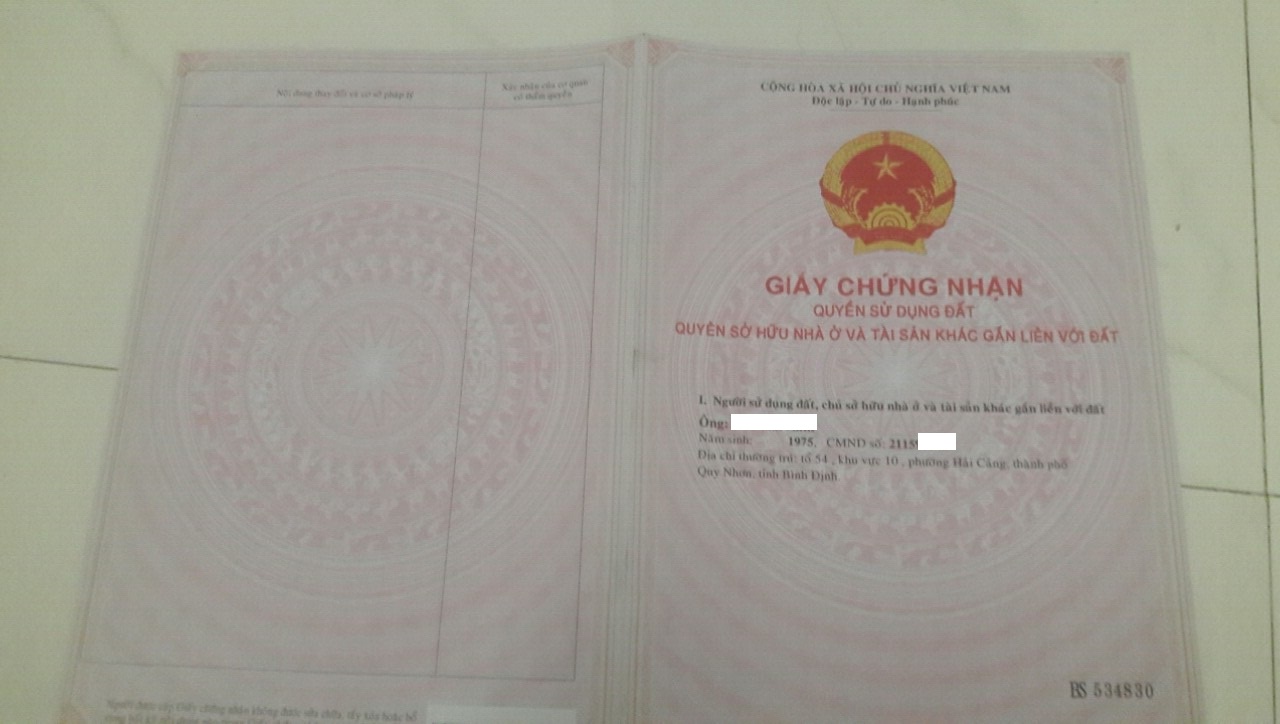 Nội dung thay đổi và cơ sở pháp lý
Xác nhận của cơ quan
có thẩm quyền
Người được cấp Giấy chứng nhận không được sửa chữa, tẩy xóa hoặc bổ
CỘNG HÒA XÃ HỘI CHỦ NGHĨA VIỆT NAM
Độc lập - Tự do - Hạnh phúc
GIẤY CHỨNG NHẬN
QUYỀN SỬ DỤNG ĐẤT
QUYỀN SỞ HỮU NHÀ Ở VÀ TÀI SẢN KHÁC GẮN LIỀN VỚI ĐẤT
I. Người sử dụng đất, chủ sở hữu nhà ở và tài sản khác gắn liền với đất
Ông:
Năm sinh: 1975, CMND số: 2115
Địa chỉ thường trú: tổ 54 , khu vực 10 , phường Hải Cảng, thành phố
Quy Nhơn, tỉnh Bình Định
BS 534830